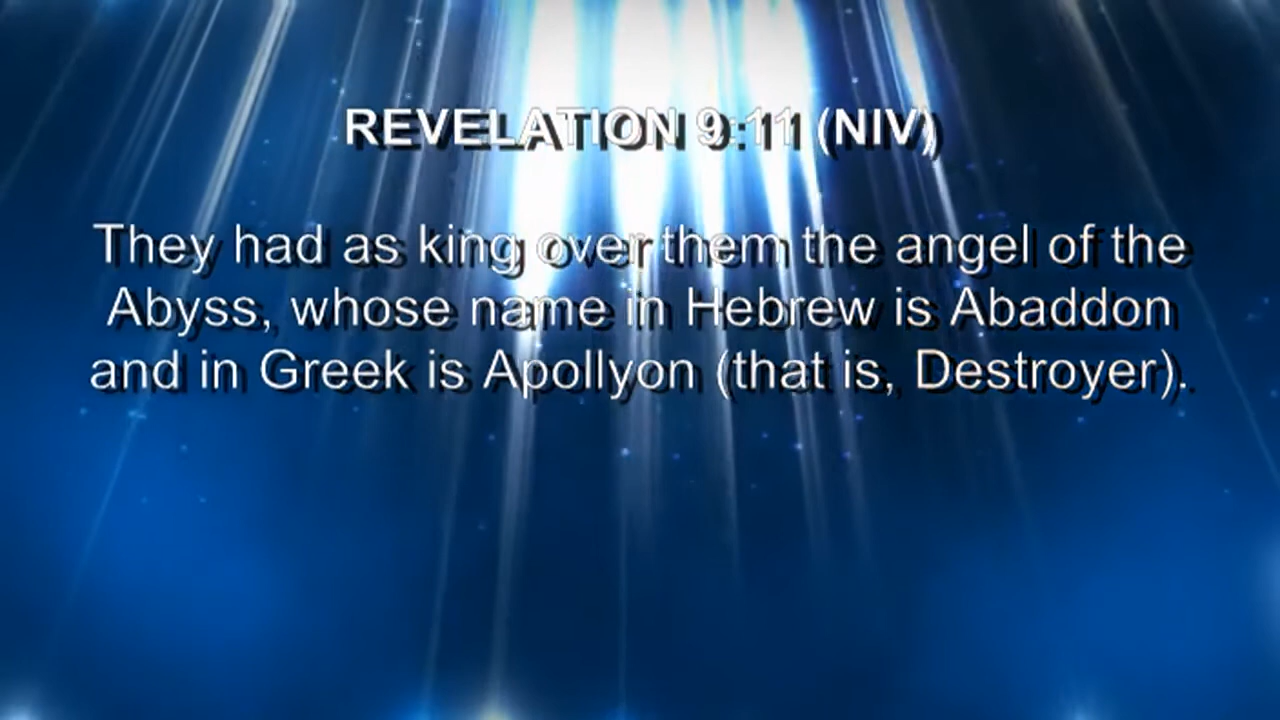 REVELATION 9:11 (NIV)
They had as king over them the angel of the
Abyss, whose name in Hebrew is Abaddon
and in Greek is Apollyon (that is, Destroyer).